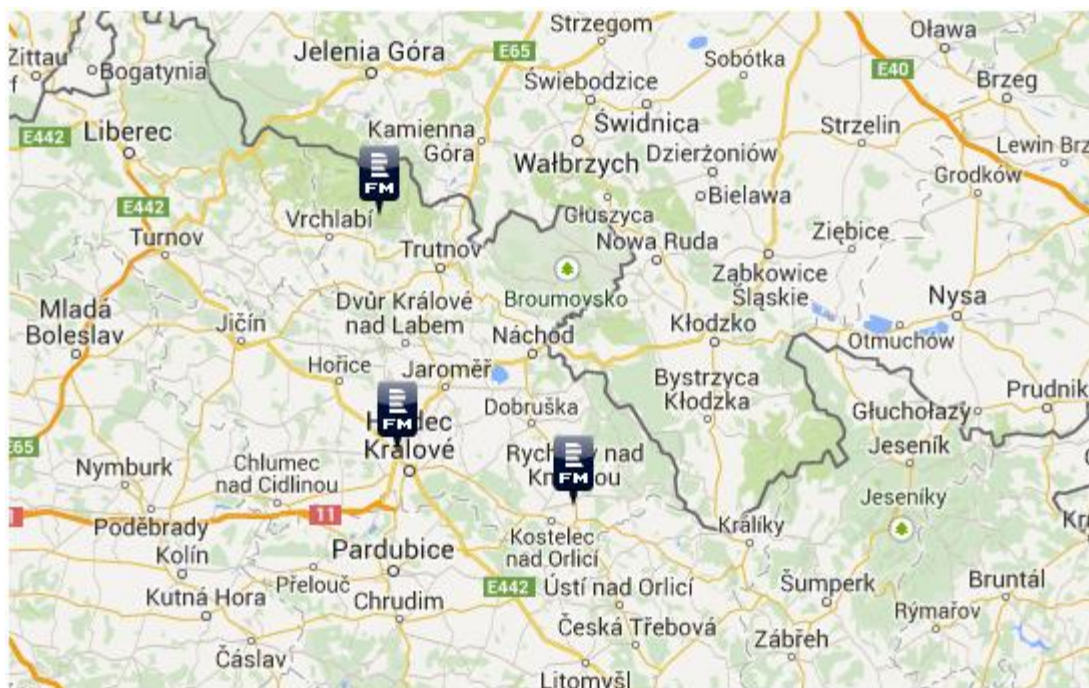 Strzegom
Oława
Zittau
Jelenia Góra
E65
Sobótka
E40
Bogatynia
Świebodzice
Brzeg
E442
Liberec
Kamienna
Góra
Świdnica
Strzelin
Wałbrzych
Dzierżoniów
Lewin Brz
FM
Bielawa
Grodków
E442
Vrchlabí
Głuszyca
Turnov
Trutnov
Nowa Ruda
Ziębice
Ząbkowice
Śląskie
Broumovsko
Nysa
Mladá
Boleslav
Dvůr Králové
nad Labem
Jičín
Náchod
Kłodzko
Otmuchów
Hořice
Jaroměř
Bystrzyca
Kłodzka
Prudnik
FM
Dobruška
Głuchołazy
Králové
Jeseník
E65
Nymburk
Chlumec
nad Cidlinou
FM
Rych nad
Jeseníky
11
Poděbrady
Kostelec
nad Orlicí
Králíky
Kolín
Pardubice
Přelouč
E442
Ústí nad Orlicí
Šumperk
Bruntál
Kutná Hora
Chrudim
Rýmařov
Česká Třebová
Zábřeh
Čáslav
Litomyšl